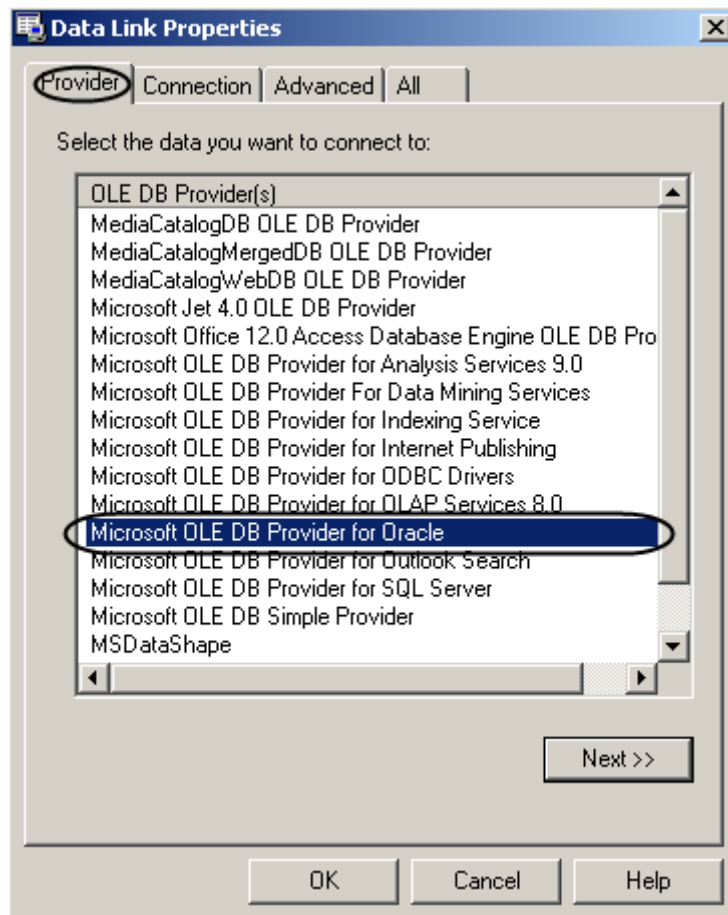 Data Link Properties
Provider Connection Advanced All
Select the data you want to connect to:
OLE DB Provider(s)
MediaCatalogDB OLE DB Provider
MediaCatalogMergedDB OLE DB Provider
MediaCatalogWebDB OLE DB Provider
Microsoft Jet 4.0 OLE DB Provider
Microsoft Office 12.0 Access Database Engine OLE DB Pro
Microsoft OLE DB Provider for Analysis Services 9.0
Microsoft OLE DB Provider For Data Mining Services
Microsoft OLE DB Provider for Indexing Service
Microsoft OLE DB Provider for Internet Publishing
Microsoft OLE DB Provider for ODBC Drivers
Microsoft OLE DB Provider for OLAP Services 8.0
Microsoft OLE DB Provider for Oracle
Microsoft OLE DB Provider for Outlook Search
Microsoft OLE DB Provider for SQL Server
Microsoft OLE DB Simple Provider
MSDataShape
Next >>
OK Cancel Help